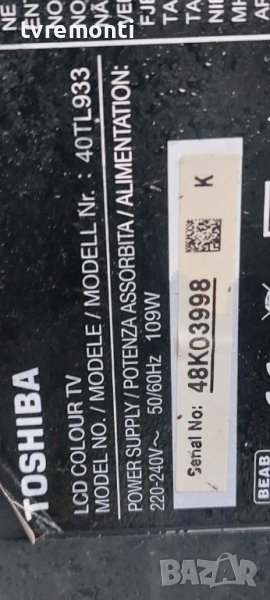 TOSHIBA
LCD COLOUR TV
MODEL NO. / MODELE / MODELL Nr. : 40TL933
POWER SUPPLY / POTENZA ASSORBITA / ALIMENTATION:
220-240V~ 50/60Hz 109W
Serial No: 48K03998
K
BEAB
tvremonti
BAZAR